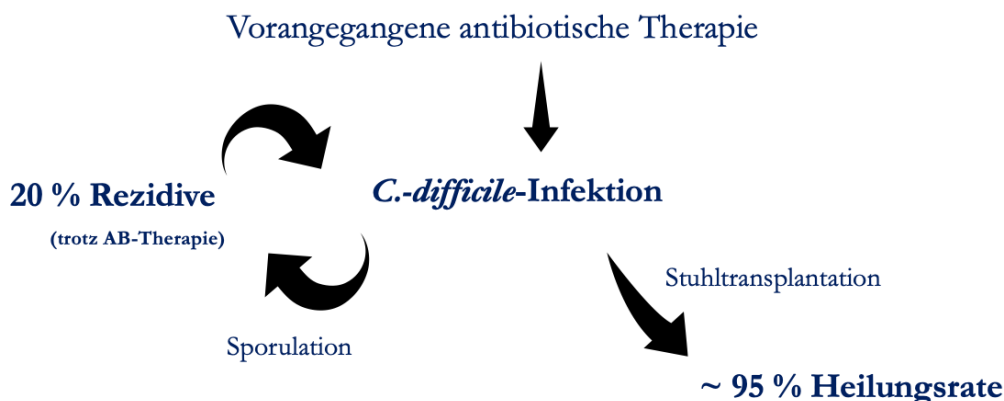 Vorangegangene antibiotische Therapie
20 % Rezidive
(trotz AB-Therapie)
C.-difficile-Infektion
Sporulation
Stuhltransplantation
~ 95 % Heilungsrate